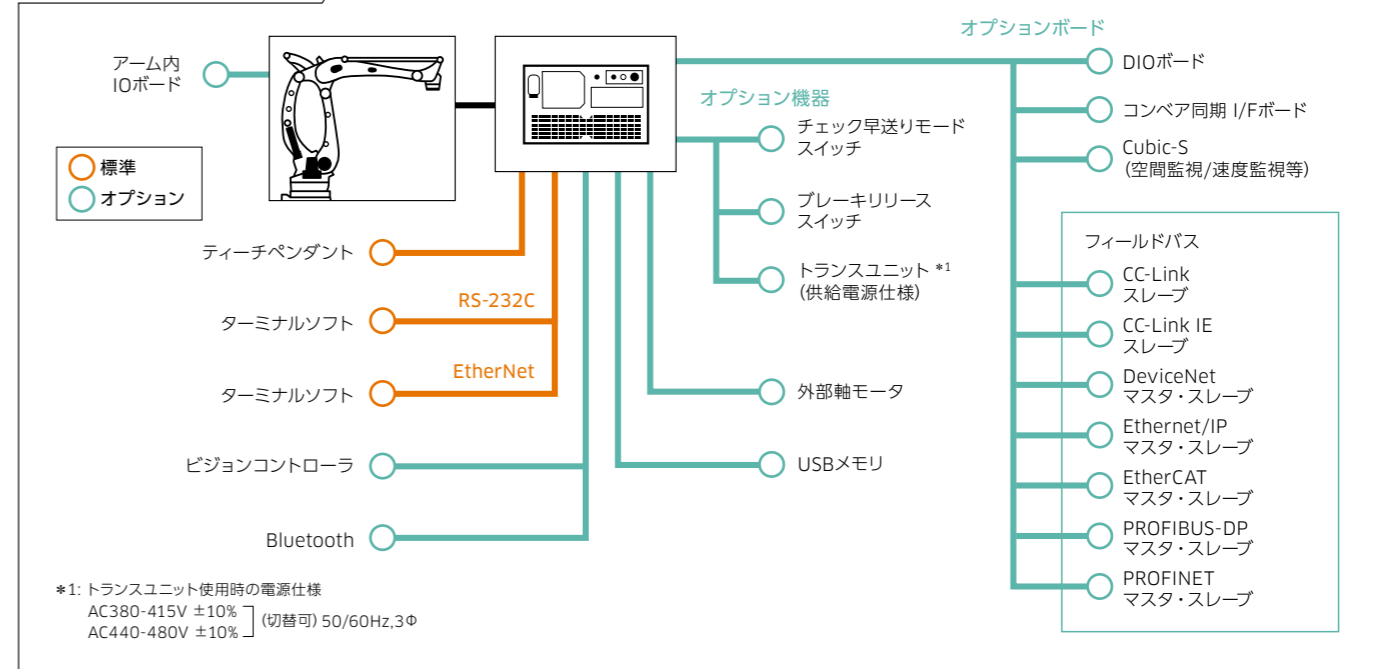 アーム内
IOボード
標準
オプション
ティーチペンダント
RS-232C
ターミナルソフト
EtherNet
ターミナルソフト
ビジョンコントローラ
Bluetooth
オプション機器
チェック早送りモード
スイッチ
ブレーキリリース
スイッチ
トランスユニット *1
(供給電源仕様)
外部軸モータ
USBメモリ
オプションボード
DIOボード
コンベア同期 I/Fボード
Cubic-S
(空間監視/速度監視等)
フィールドバス
CC-Link
スレーブ
CC-Link IE
スレーブ
DeviceNet
マスタ・スレーブ
Ethernet/IP
マスタ・スレーブ
EtherCAT
マスタ・スレーブ
PROFIBUS-DP
マスタ・スレーブ
PROFINET
マスタ・スレーブ
*1: トランスユニット使用時の電源仕様
AC380-415V ±10%
AC440-480V ±10%
(切替可) 50/60Hz,3Φ